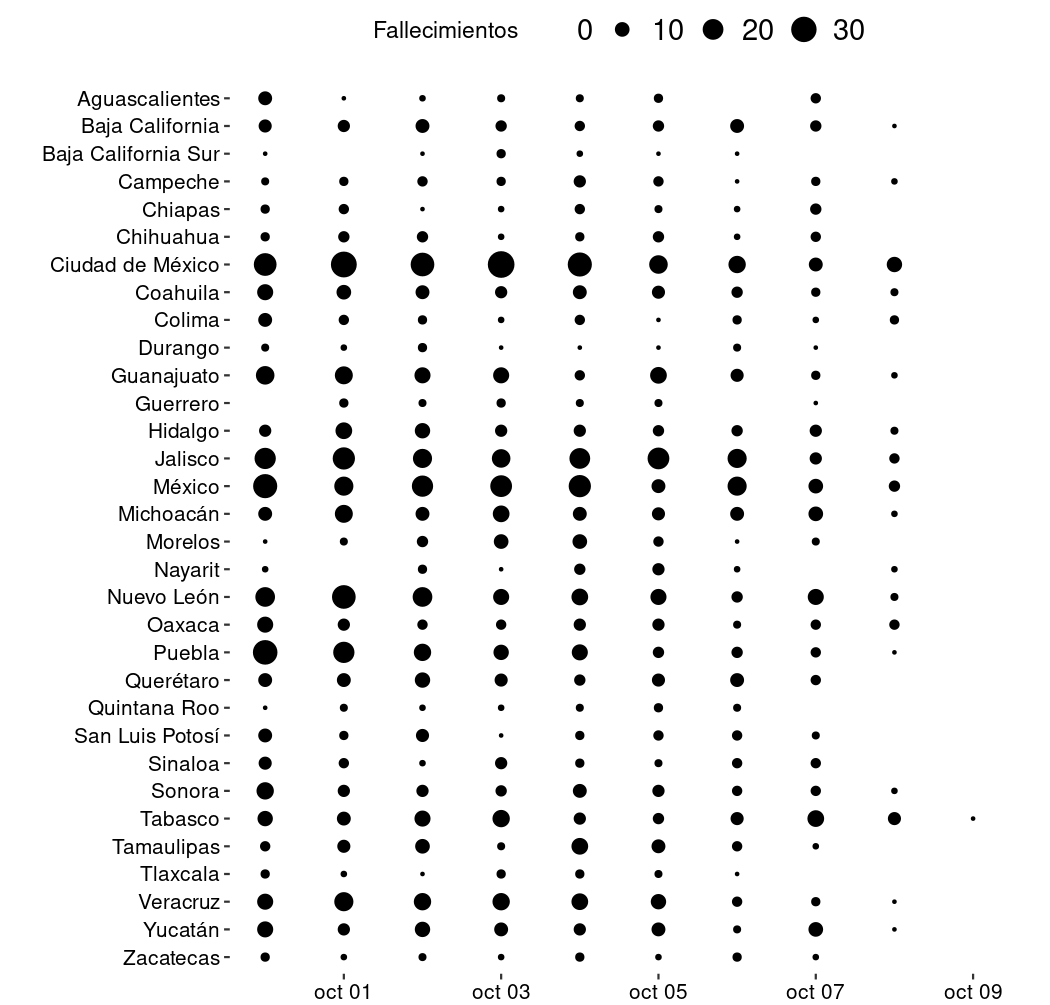 Fallecimientos 0 10 20 30
Aguascalientes
Baja California
Baja California Sur
Campeche
Chiapas
Chihuahua
Ciudad de México
Coahuila
Colima
Durango
Guanajuato
Guerrero
Hidalgo
Jalisco
México
Michoacán
Morelos
Nayarit
Nuevo León
Oaxaca
Puebla
Querétaro
Quintana Roo
San Luis Potosí
Sinaloa
Sonora
Tabasco
Tamaulipas
Tlaxcala
Veracruz
Yucatán
Zacatecas
oct 01 oct 03 oct 05 oct 07 oct 09